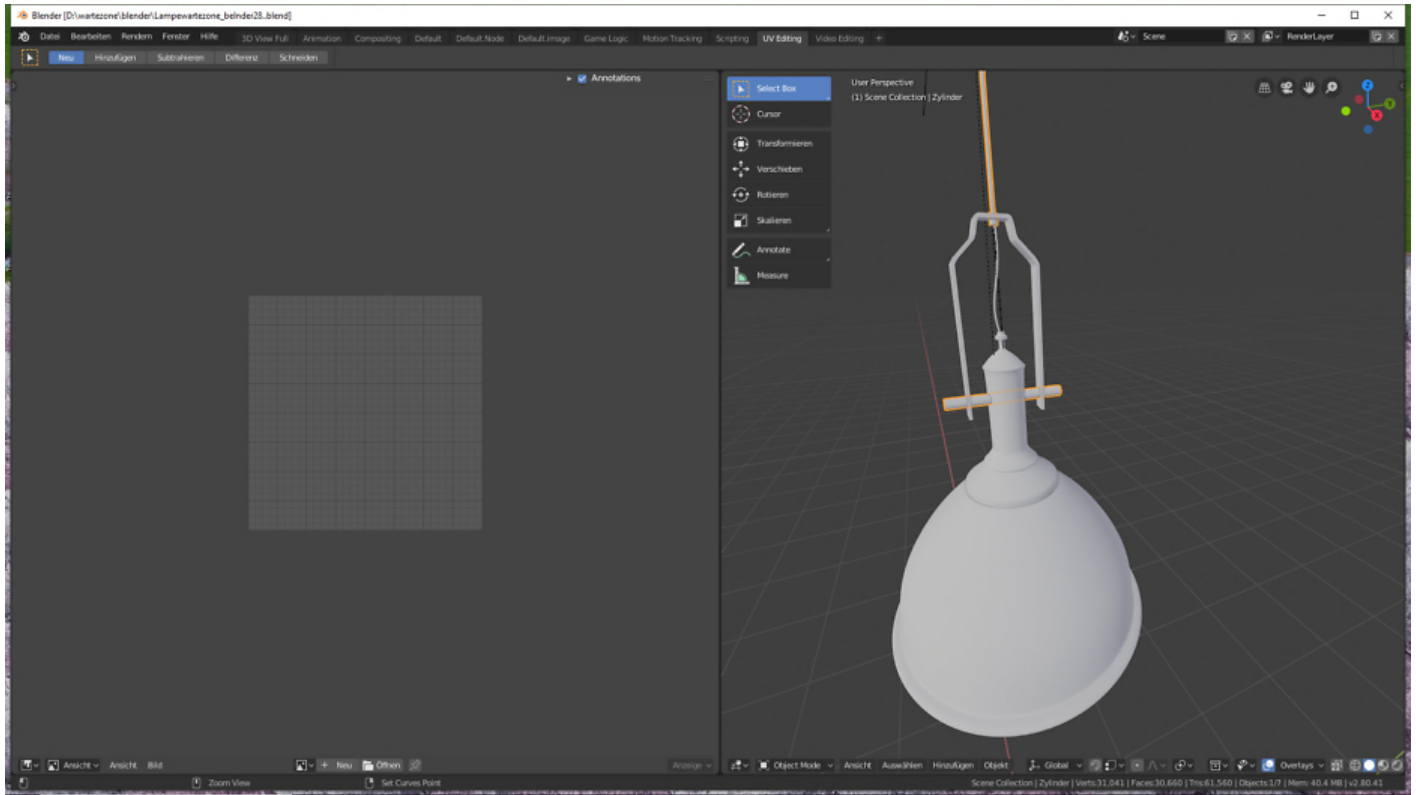 Blender [D:\wartezone\blender\Lampewartezone_belnder28..blend]
Datei Bearbeiten Rendern Fenster Hilfe 3D View Full Animation Compositing Default Default.Node Default.image Game Logic Motion Tracking Scripting UV Editing Video Editing + Scene RenderLayer
Neu Hinzufügen Subtrahieren Differenz Schneiden
Annotations
Select Box
Cursor
Transformieren
Verschieben
Rotieren
Skalieren
Annotate
Measure
User Perspective
(1) Scene Collection | Zylinder
Z
Y
X
Ansicht Ansicht Bild + Neu Öffnen Anzeige
Object Mode Ansicht Auswählen Hinzufügen Objekt Global Overlays
Zoom View Set Curves Point
Scene Collection | Zylinder | Verts:31,041 | Faces:30,660 | Tris:61,560 | Objects:1/7 | Mem: 40.4 MB | v2.80.41